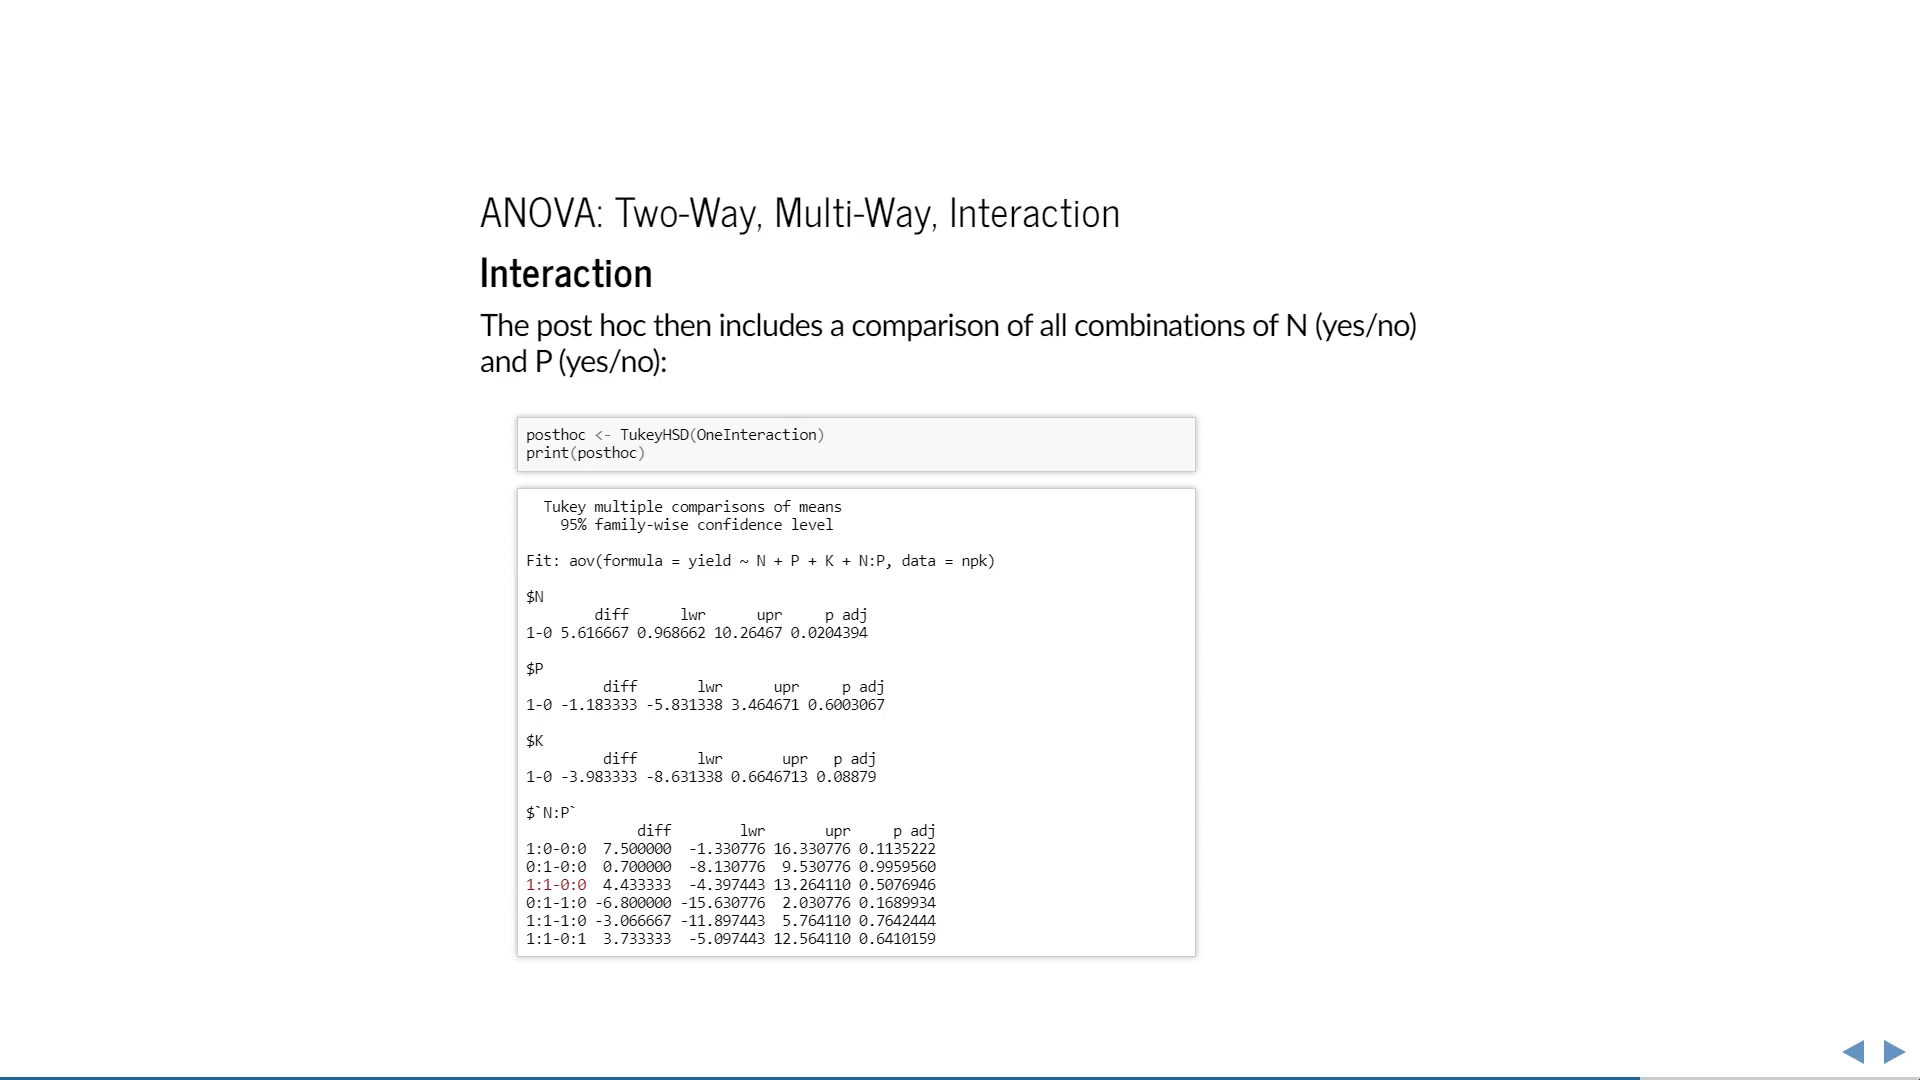 ANOVA: Two-Way, Multi-Way, Interaction
Interaction
The post hoc then includes a comparison of all combinations of N (yes/no)
and P (yes/no):
posthoc <- TukeyHSD(OneInteraction)
print(posthoc)
  Tukey multiple comparisons of means
    95% family-wise confidence level
Fit: aov(formula = yield ~ N + P + K + N:P, data = npk)
$N
        diff      lwr      upr     p adj
1-0 5.616667 0.968662 10.26467 0.0204394
$P
         diff       lwr      upr     p adj
1-0 -1.183333 -5.831338 3.464671 0.6003067
$K
         diff       lwr       upr   p adj
1-0 -3.983333 -8.631338 0.6646713 0.08879
$`N:P`
             diff        lwr       upr     p adj
1:0-0:0  7.500000  -1.330776 16.330776 0.1135222
0:1-0:0  0.700000  -8.130776  9.530776 0.9959560
1:1-0:0  4.433333  -4.397443 13.264110 0.5076946
0:1-1:0 -6.800000 -15.630776  2.030776 0.1689934
1:1-1:0 -3.066667 -11.897443  5.764110 0.7642444
1:1-0:1  3.733333  -5.097443 12.564110 0.6410159